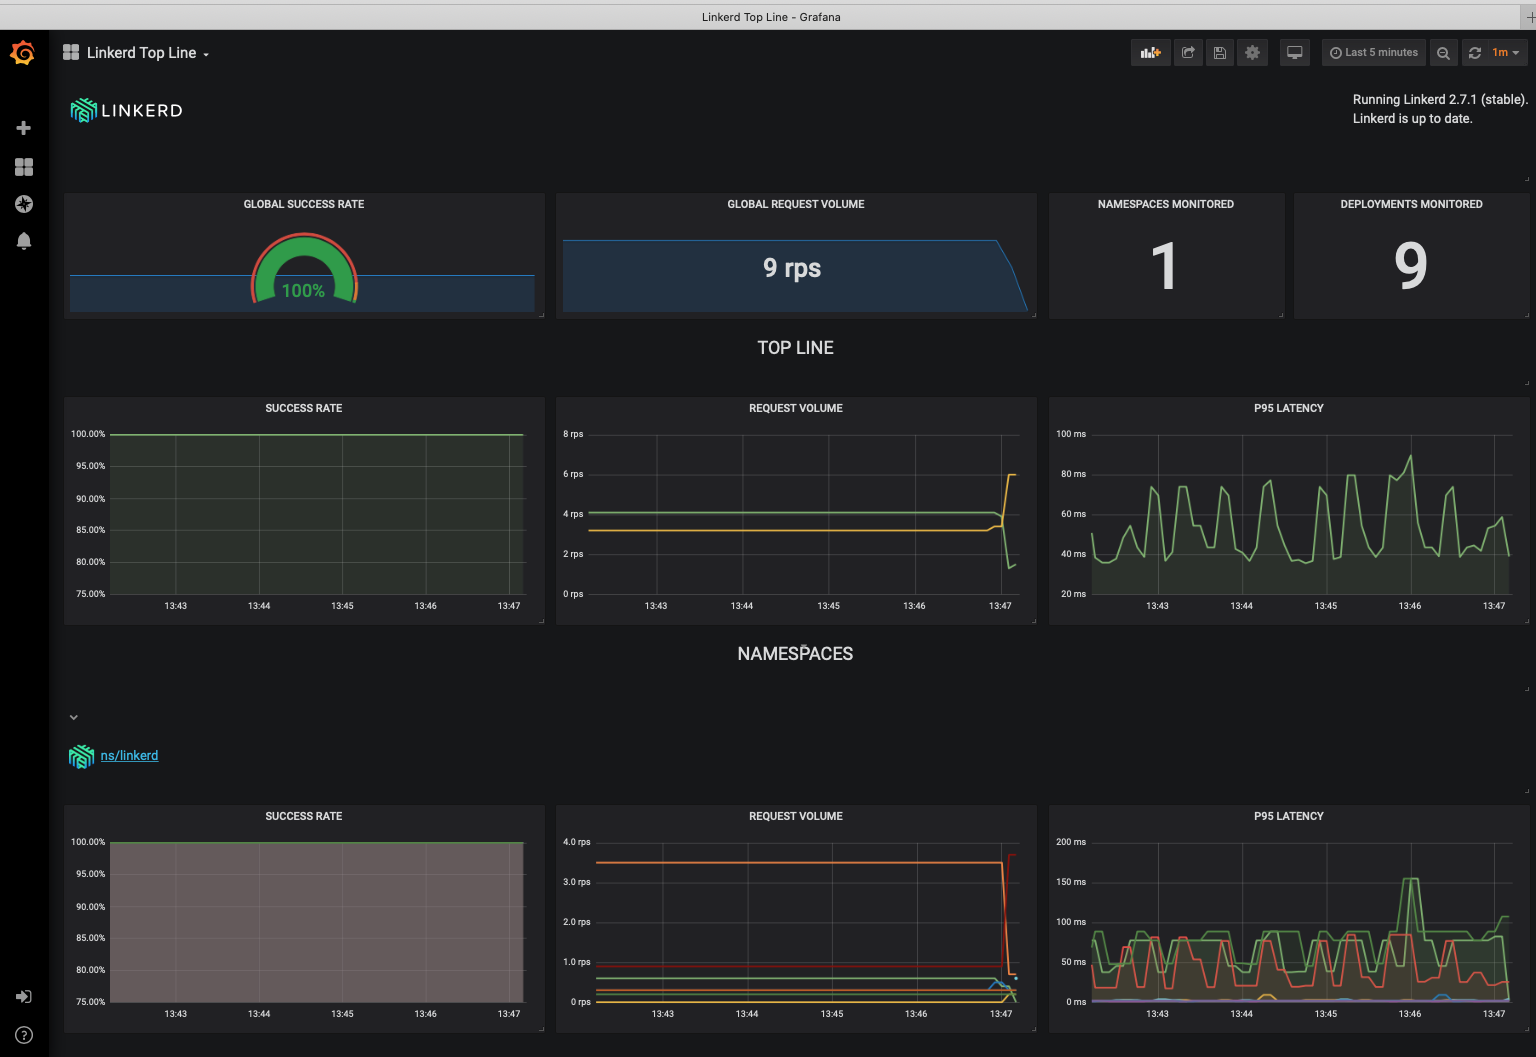 Linkerd Top Line - Grafana
Linkerd Top Line
Last 5 minutes
1m
LINKERD
Running Linkerd 2.7.1 (stable).
Linkerd is up to date.
GLOBAL SUCCESS RATE
100%
GLOBAL REQUEST VOLUME
9 rps
NAMESPACES MONITORED
1
DEPLOYMENTS MONITORED
9
TOP LINE
SUCCESS RATE
100.00%
95.00%
90.00%
85.00%
80.00%
75.00%
13:43 13:44 13:45 13:46 13:47
REQUEST VOLUME
8 rps
6 rps
4 rps
2 rps
0 rps
13:43 13:44 13:45 13:46 13:47
P95 LATENCY
100 ms
80 ms
60 ms
40 ms
20 ms
13:43 13:44 13:45 13:46 13:47
NAMESPACES
ns/linkerd
SUCCESS RATE
100.00%
95.00%
90.00%
85.00%
80.00%
75.00%
13:43 13:44 13:45 13:46 13:47
REQUEST VOLUME
4.0 rps
3.0 rps
2.0 rps
1.0 rps
0 rps
13:43 13:44 13:45 13:46 13:47
P95 LATENCY
200 ms
150 ms
100 ms
50 ms
0 ms
13:43 13:44 13:45 13:46 13:47